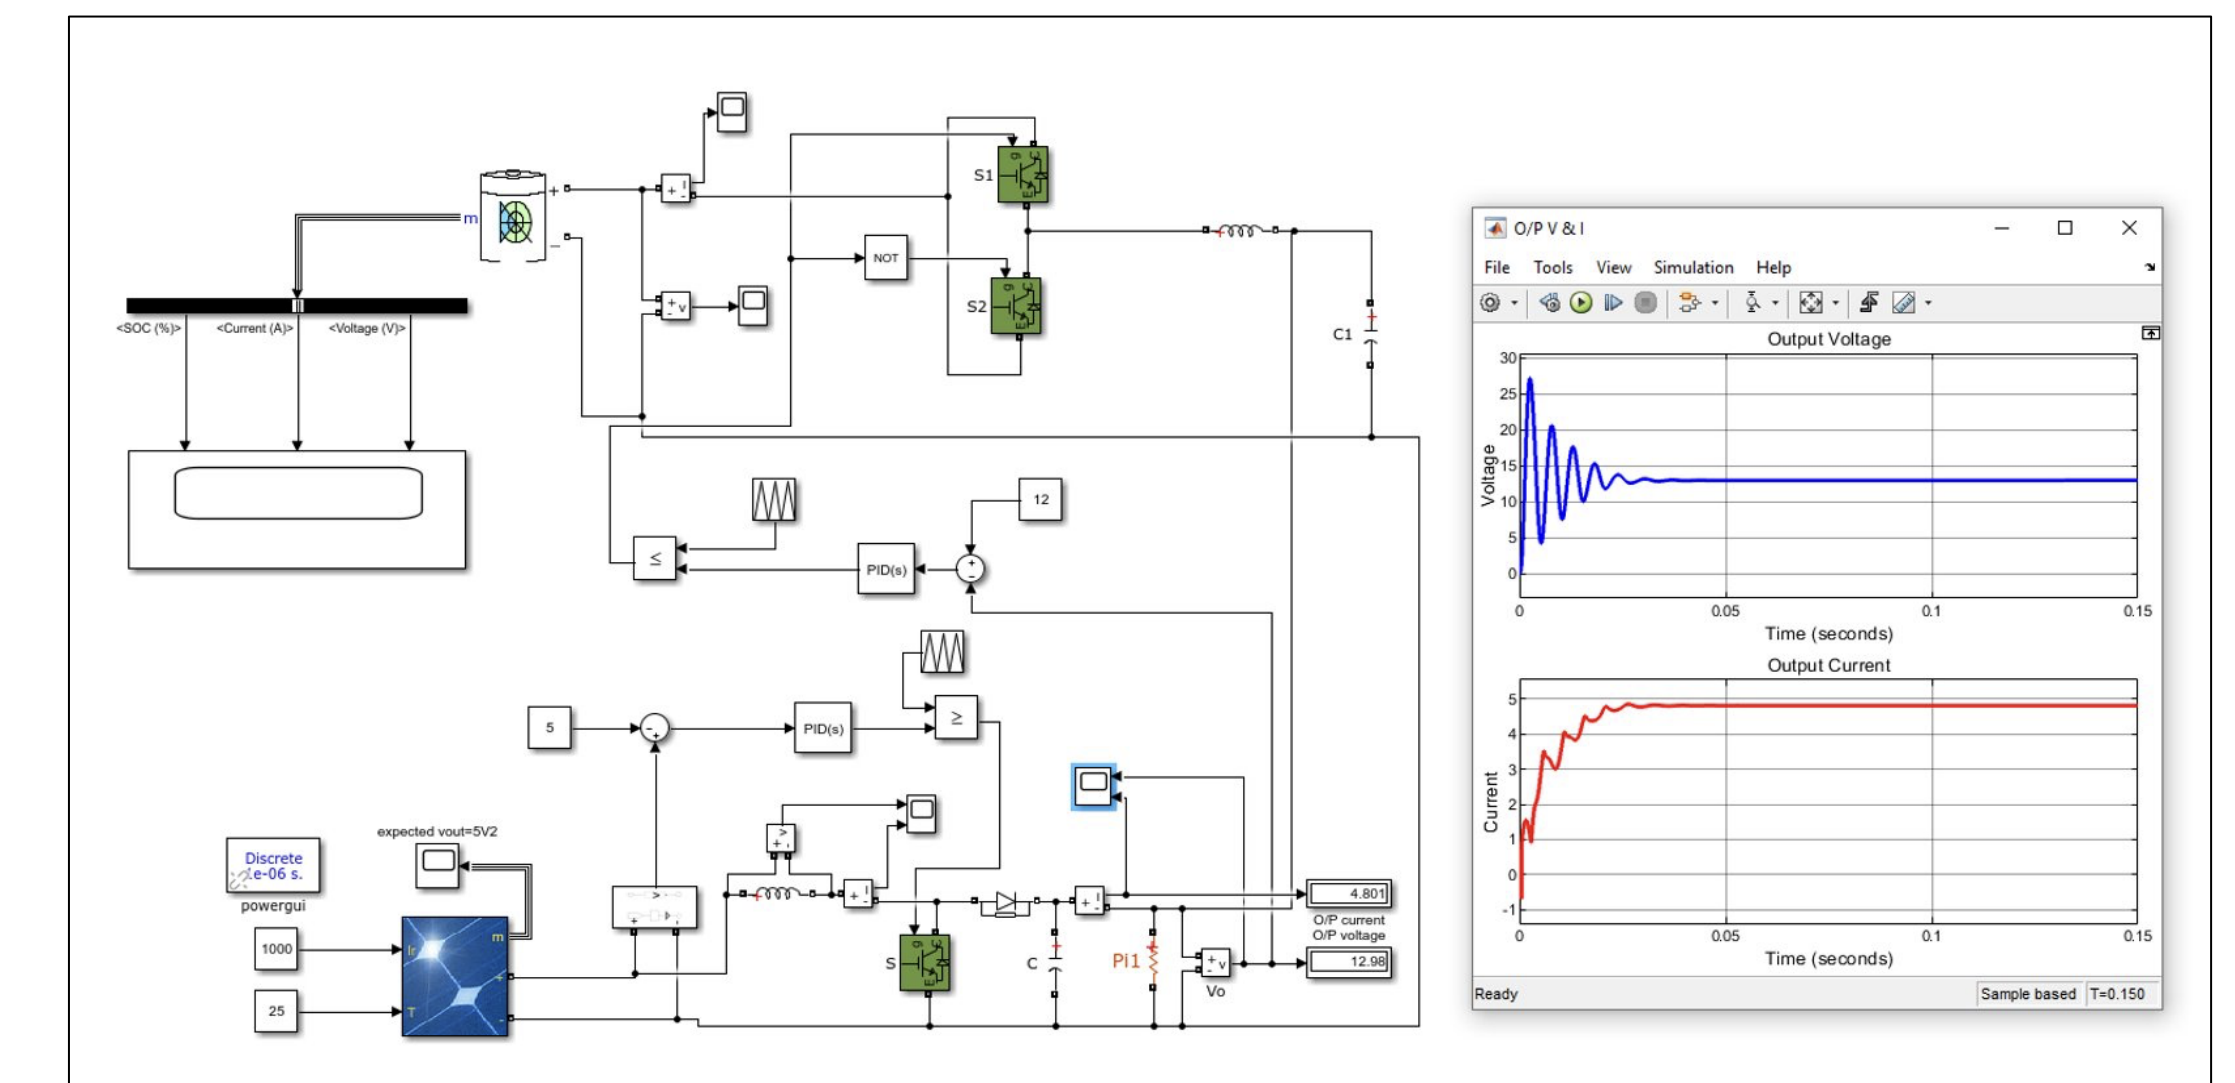 m
+
_
<SOC (%)>
<Current (A)>
<Voltage (V)>
S1
g
C
E
NOT
S2
g
C
E
C1
12
≤
PID(s)
5
PID(s)
≥
expected vout=5V2
Discrete
1e-06 s.
powergui
1000
25
Ir
T
m
+
-
S
g
C
E
C
Pi1
Vo
4.801
O/P current
O/P voltage
12.98
O/P V & I
File Tools View Simulation Help
Output Voltage
Voltage
30
25
20
15
10
5
0
0 0.05 0.1 0.15
Time (seconds)
Output Current
Current
5
4
3
2
1
0
-1
0 0.05 0.1 0.15
Time (seconds)
Ready
Sample based T=0.150